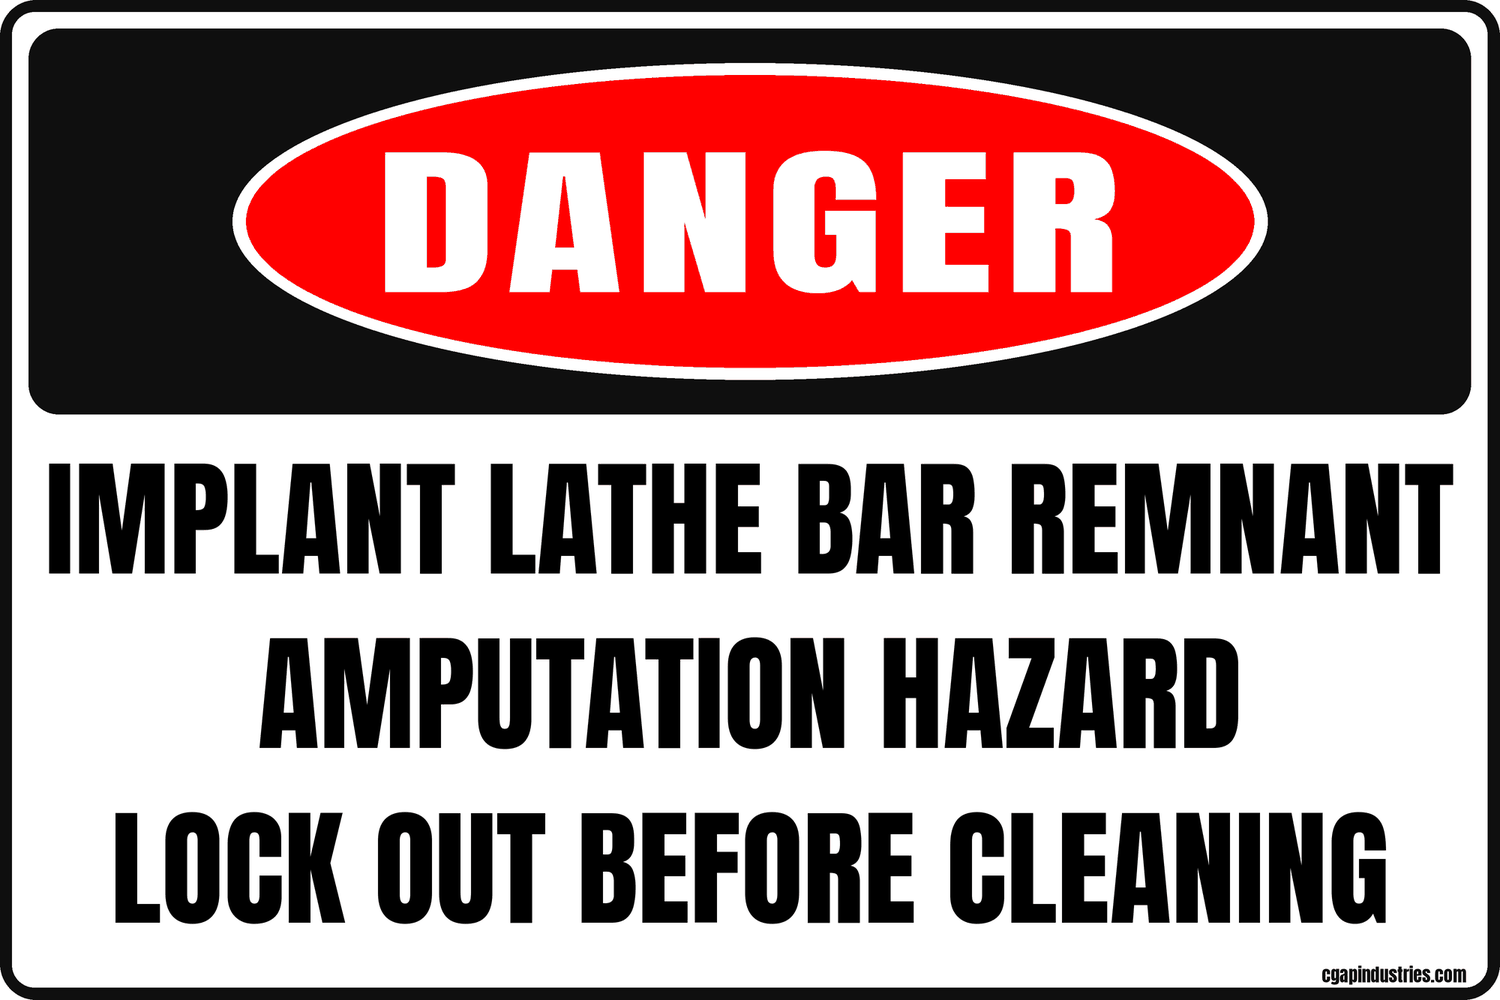 DANGER
IMPLANT LATHE BAR REMNANT
AMPUTATION HAZARD
LOCK OUT BEFORE CLEANING
cgapindustries.com